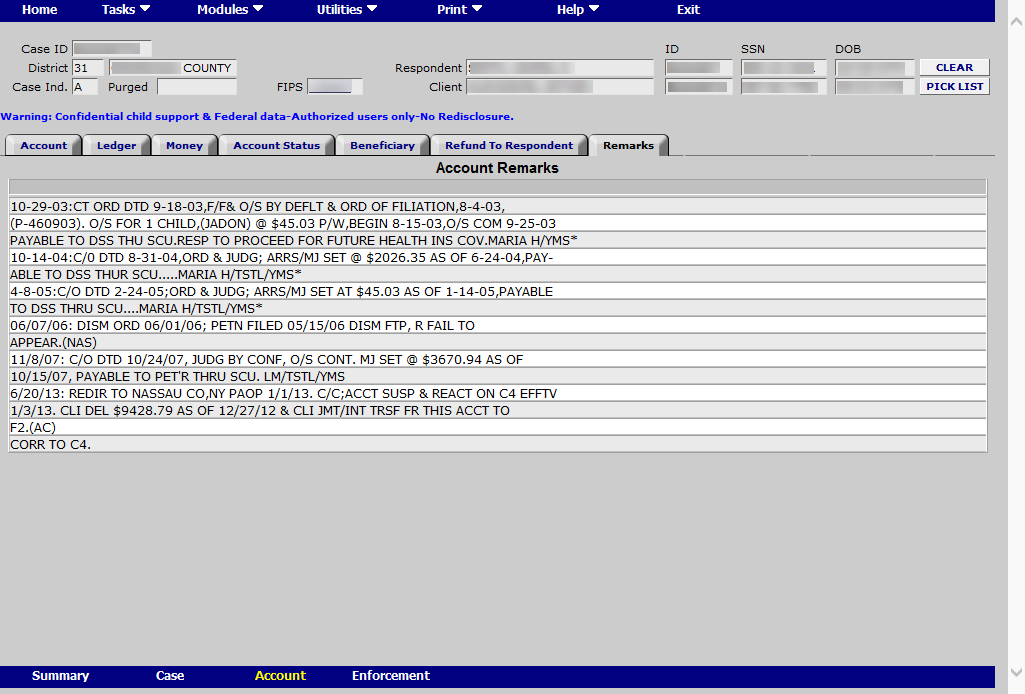 Home Tasks Modules Utilities Print Help Exit
Case ID
ID SSN DOB
District 31 COUNTY Respondent CLEAR
Case Ind. A Purged FIPS Client PICK LIST
Warning: Confidential child support & Federal data-Authorized users only-No Redisclosure.
Account Ledger Money Account Status Beneficiary Refund To Respondent Remarks
Account Remarks
10-29-03:CT ORD DTD 9-18-03,F/F& O/S BY DEFLT & ORD OF FILIATION,8-4-03,
(P-460903). O/S FOR 1 CHILD,(JADON) @ $45.03 P/W,BEGIN 8-15-03,O/S COM 9-25-03
PAYABLE TO DSS THU SCU.RESP TO PROCEED FOR FUTURE HEALTH INS COV.MARIA H/YMS*
10-14-04:C/0 DTD 8-31-04,ORD & JUDG; ARRS/MJ SET @ $2026.35 AS OF 6-24-04,PAY-
ABLE TO DSS THUR SCU.....MARIA H/TSTL/YMS*
4-8-05:C/O DTD 2-24-05;ORD & JUDG; ARRS/MJ SET AT $45.03 AS OF 1-14-05,PAYABLE
TO DSS THRU SCU....MARIA H/TSTL/YMS*
06/07/06: DISM ORD 06/01/06; PETN FILED 05/15/06 DISM FTP, R FAIL TO
APPEAR.(NAS)
11/8/07: C/O DTD 10/24/07, JUDG BY CONF, O/S CONT. MJ SET @ $3670.94 AS OF
10/15/07, PAYABLE TO PET'R THRU SCU. LM/TSTL/YMS
6/20/13: REDIR TO NASSAU CO,NY PAOP 1/1/13. C/C;ACCT SUSP & REACT ON C4 EFFTV
1/3/13. CLI DEL $9428.79 AS OF 12/27/12 & CLI JMT/INT TRSF FR THIS ACCT TO
F2.(AC)
CORR TO C4.
Summary Case Account Enforcement